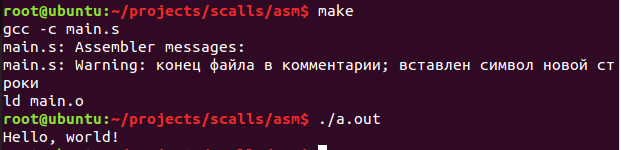 root@ubuntu:~/projects/scalls/asm$ make
gcc -c main.s
main.s: Assembler messages:
main.s: Warning: конец файла в комментарии; вставлен символ новой ст
роки
ld main.o
root@ubuntu:~/projects/scalls/asm$ ./a.out
Hello, world!